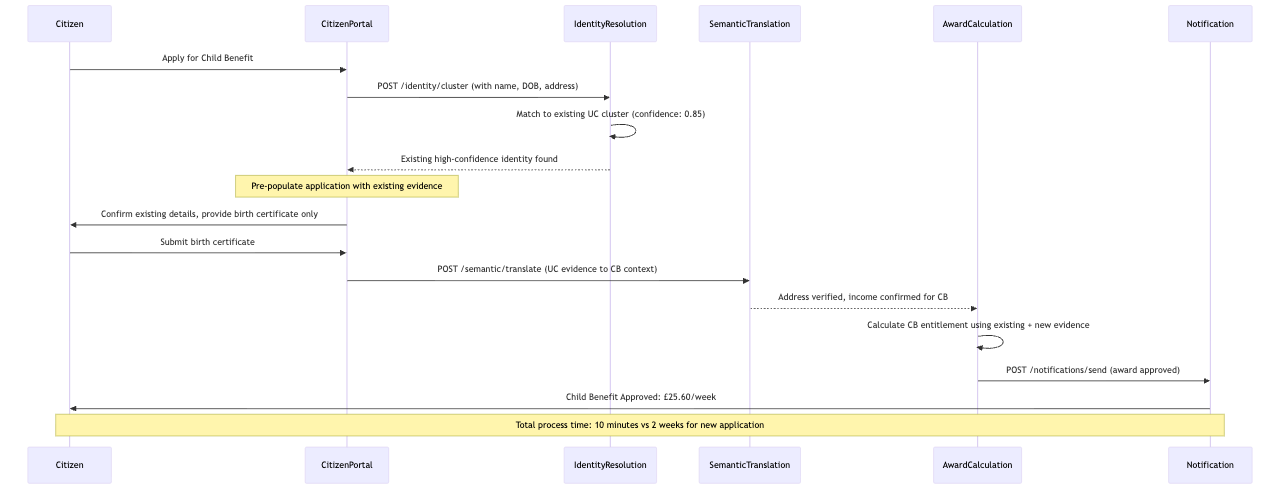 Citizen
CitizenPortal
IdentityResolution
SemanticTranslation
AwardCalculation
Notification
Apply for Child Benefit
POST /identity/cluster (with name, DOB, address)
Match to existing UC cluster (confidence: 0.85)
Existing high-confidence identity found
Pre-populate application with existing evidence
Confirm existing details, provide birth certificate only
Submit birth certificate
POST /semantic/translate (UC evidence to CB context)
Address verified, income confirmed for CB
Calculate CB entitlement using existing + new evidence
POST /notifications/send (award approved)
Child Benefit Approved: £25.60/week
Total process time: 10 minutes vs 2 weeks for new application
Citizen
CitizenPortal
IdentityResolution
SemanticTranslation
AwardCalculation
Notification